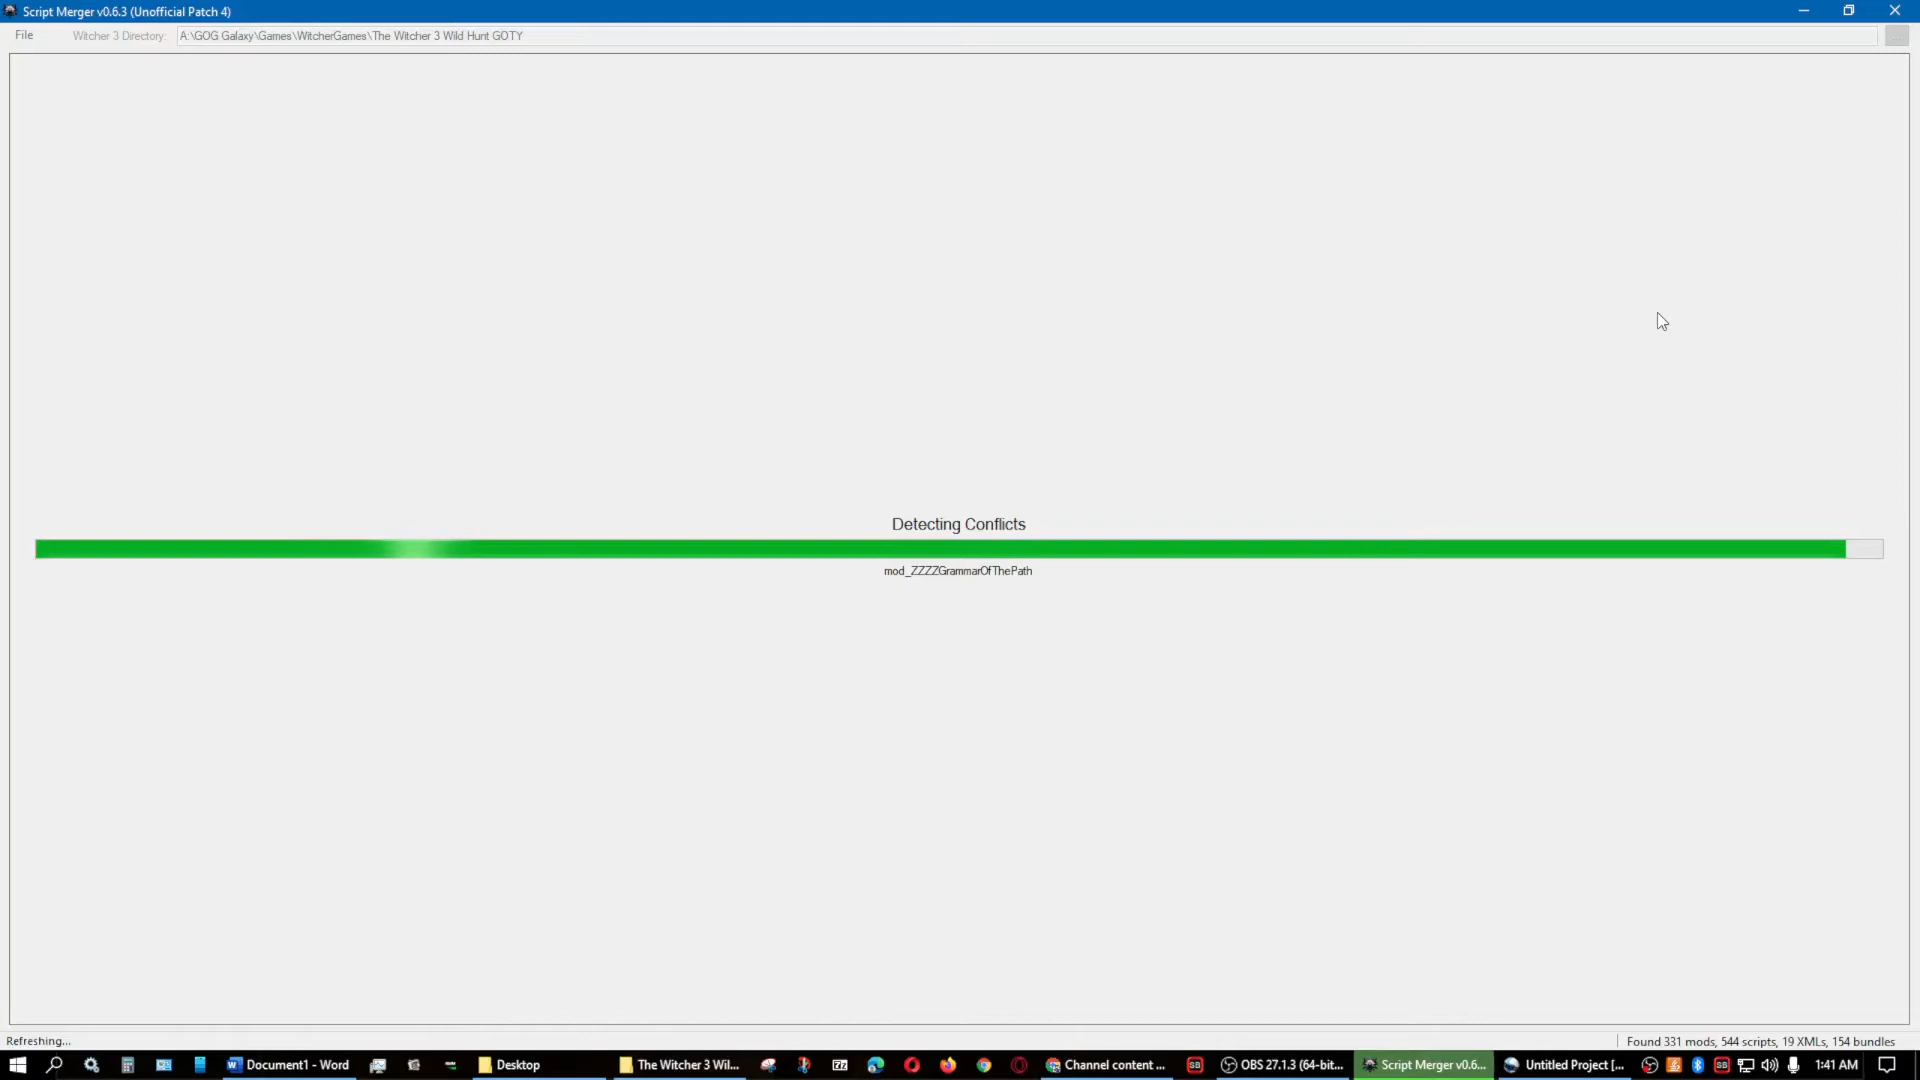 Script Merger v0.6.3 (Unofficial Patch 4)
File
Witcher 3 Directory: A:\GOG Galaxy\Games\WitcherGames\The Witcher 3 Wild Hunt GOTY
Detecting Conflicts
mod_ZZZZGrammarOfThePath
Refreshing...
Found 331 mods, 544 scripts, 19 XMLs, 154 bundles
Document1 - Word
Desktop
The Witcher 3 Wil...
7z
Channel content ...
SB
OBS 27.1.3 (64-bit...
Script Merger v0.6...
Untitled Project [...
SB
1:41 AM